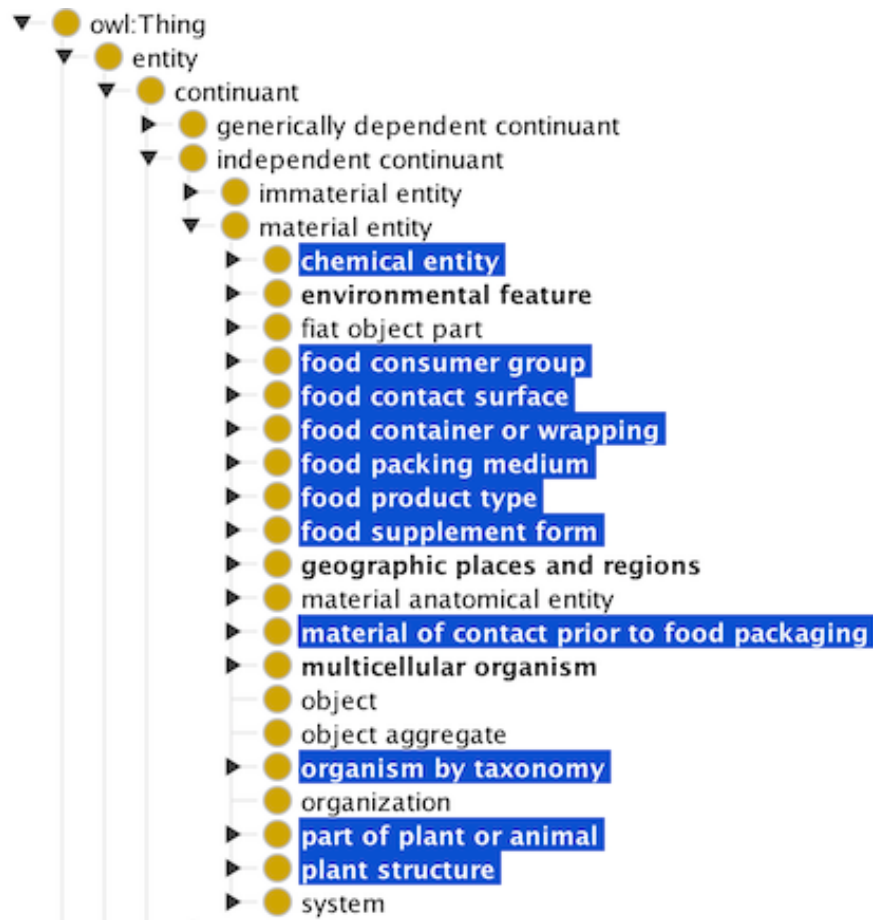 owl:Thing
entity
continuant
generically dependent continuant
independent continuant
immaterial entity
material entity
chemical entity
environmental feature
fiat object part
food consumer group
food contact surface
food container or wrapping
food packing medium
food product type
food supplement form
geographic places and regions
material anatomical entity
material of contact prior to food packaging
multicellular organism
object
object aggregate
organism by taxonomy
organization
part of plant or animal
plant structure
system